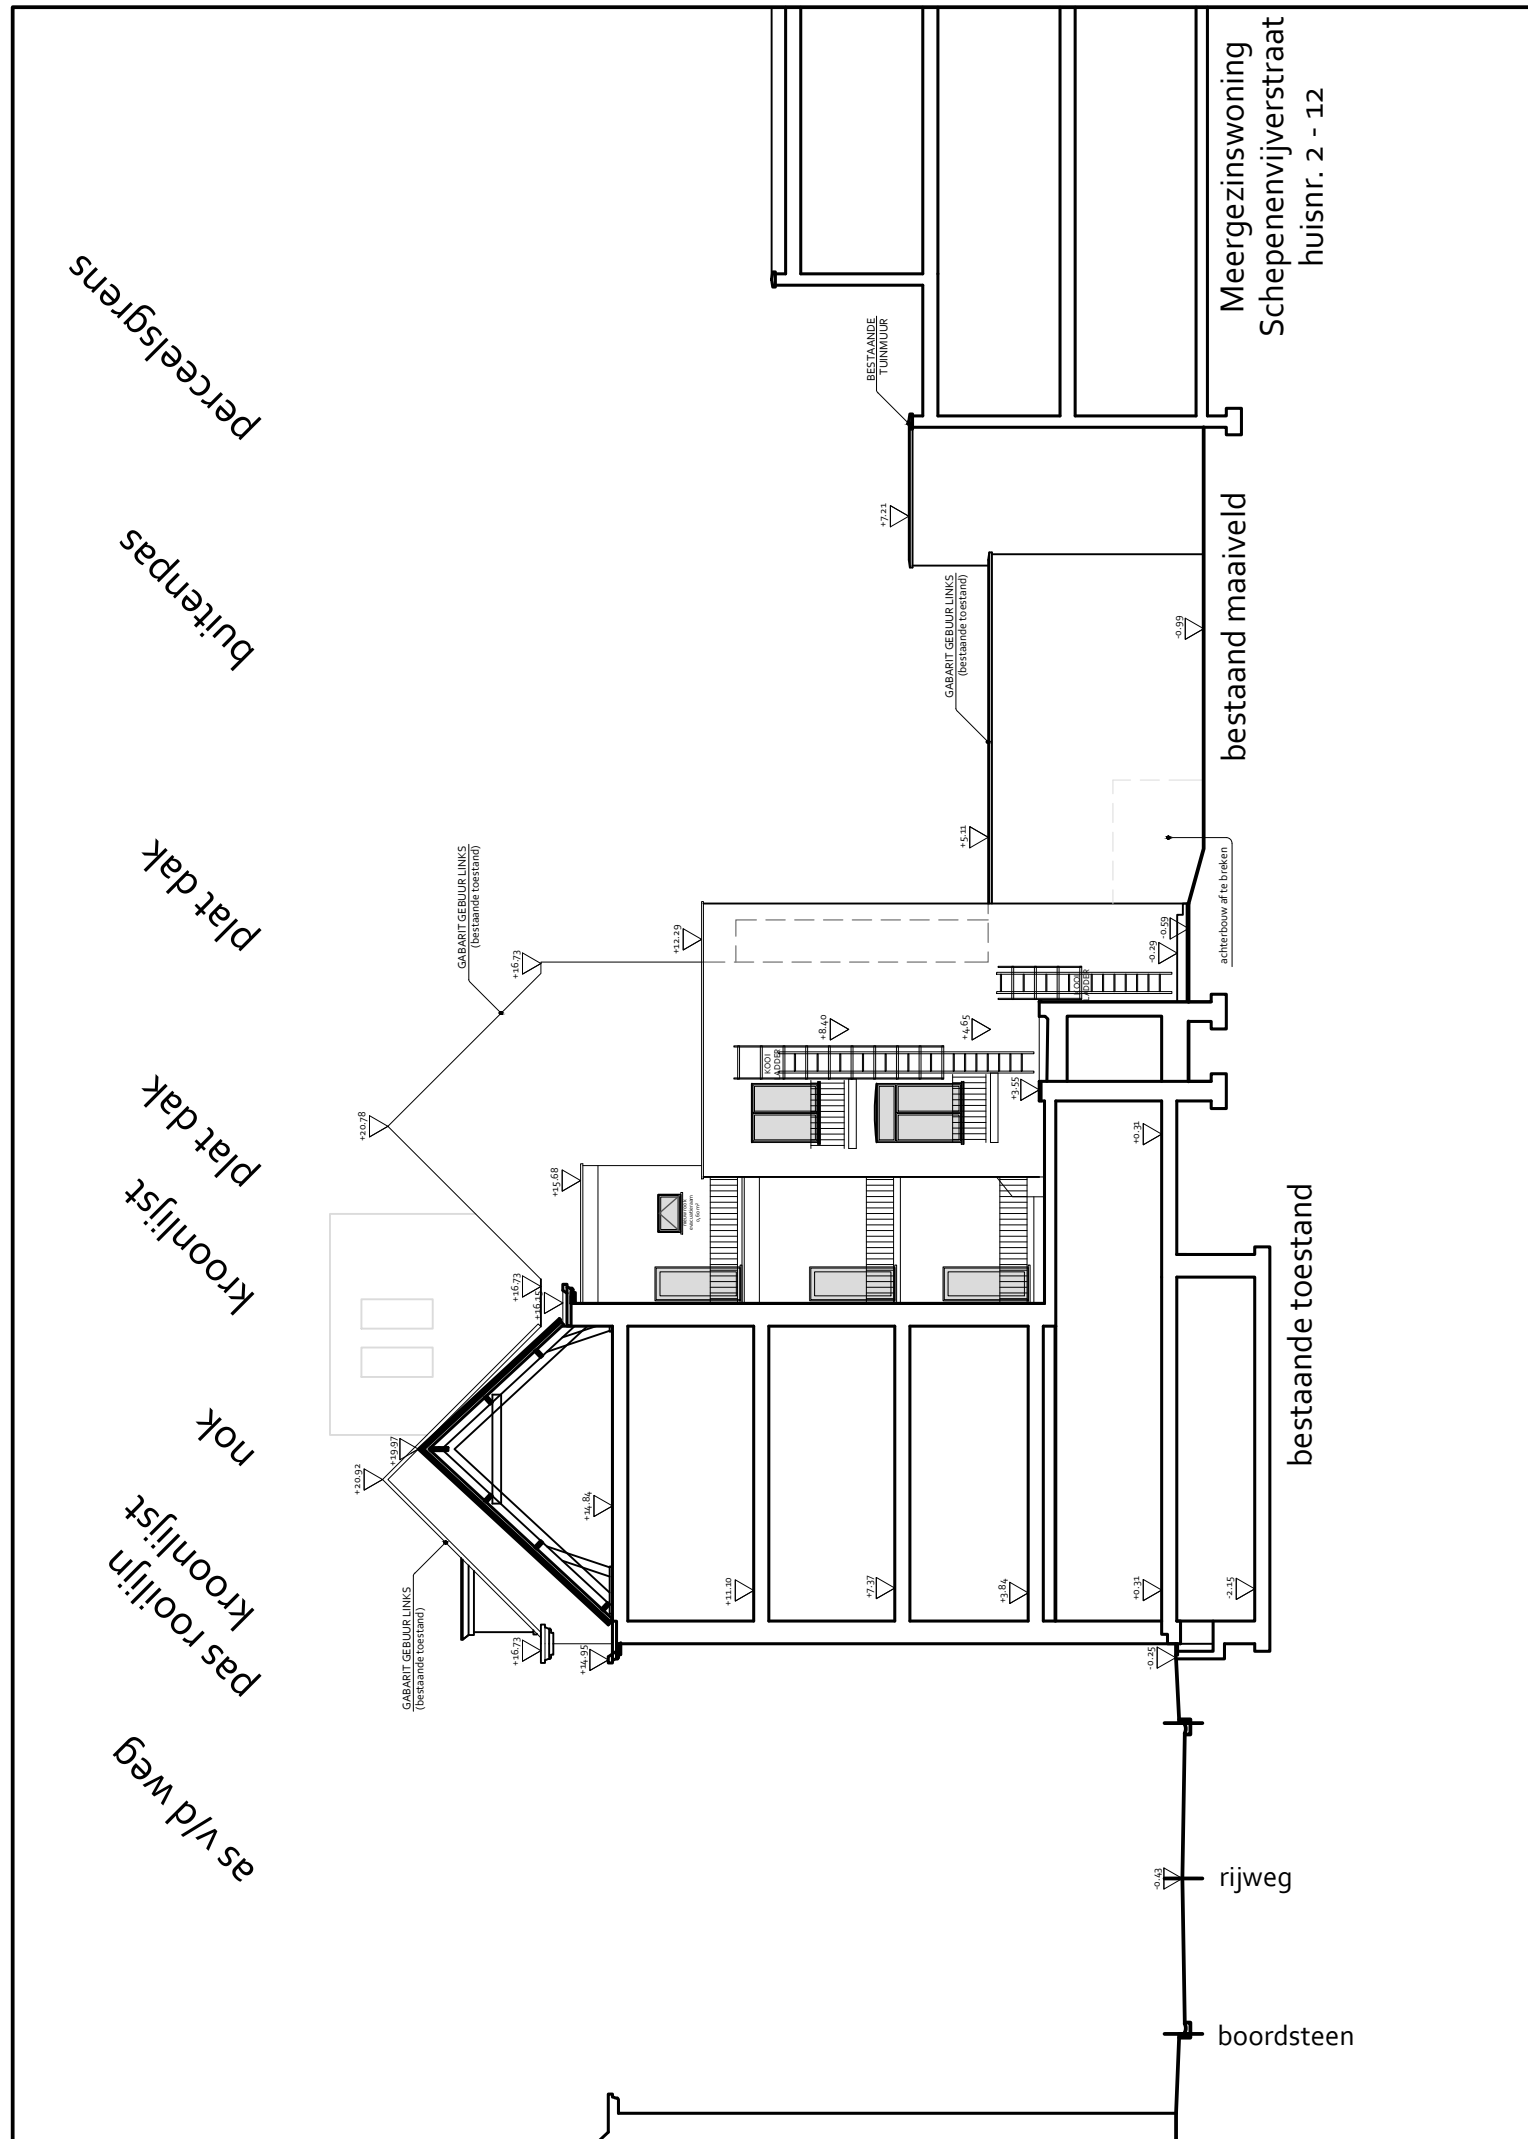 perceelsgrens
buitenpas
plat dak
plat dak
kroonlijst
nok
kroonlijst
pas rooilijn
as v/d weg
Meergezinswoning
Schepenenvijverstraat
huisnr. 2 - 12
BESTAANDE
TUINMUUR
+7.21
GABARIT GEBUUR LINKS
(bestaande toestand)
-0.99
bestaand maaiveld
+5.11
achterbouw af te breken
GABARIT GEBUUR LINKS
(bestaande toestand)
+16.73
+12.29
-0.59
-0.29
KOOI
LADDER
+8.40
+4.65
KOOI
LADDER
+3.55
+20.78
+0.31
+15.68
evacuatieraam
0,60m²
+16.73
+16.15
bestaande toestand
+19.97
+20.92
+14.84
+11.10
+7.37
+3.84
+0.31
-2.15
GABARIT GEBUUR LINKS
(bestaande toestand)
+16.73
+14.95
-0.25
-0.43
rijweg
boordsteen